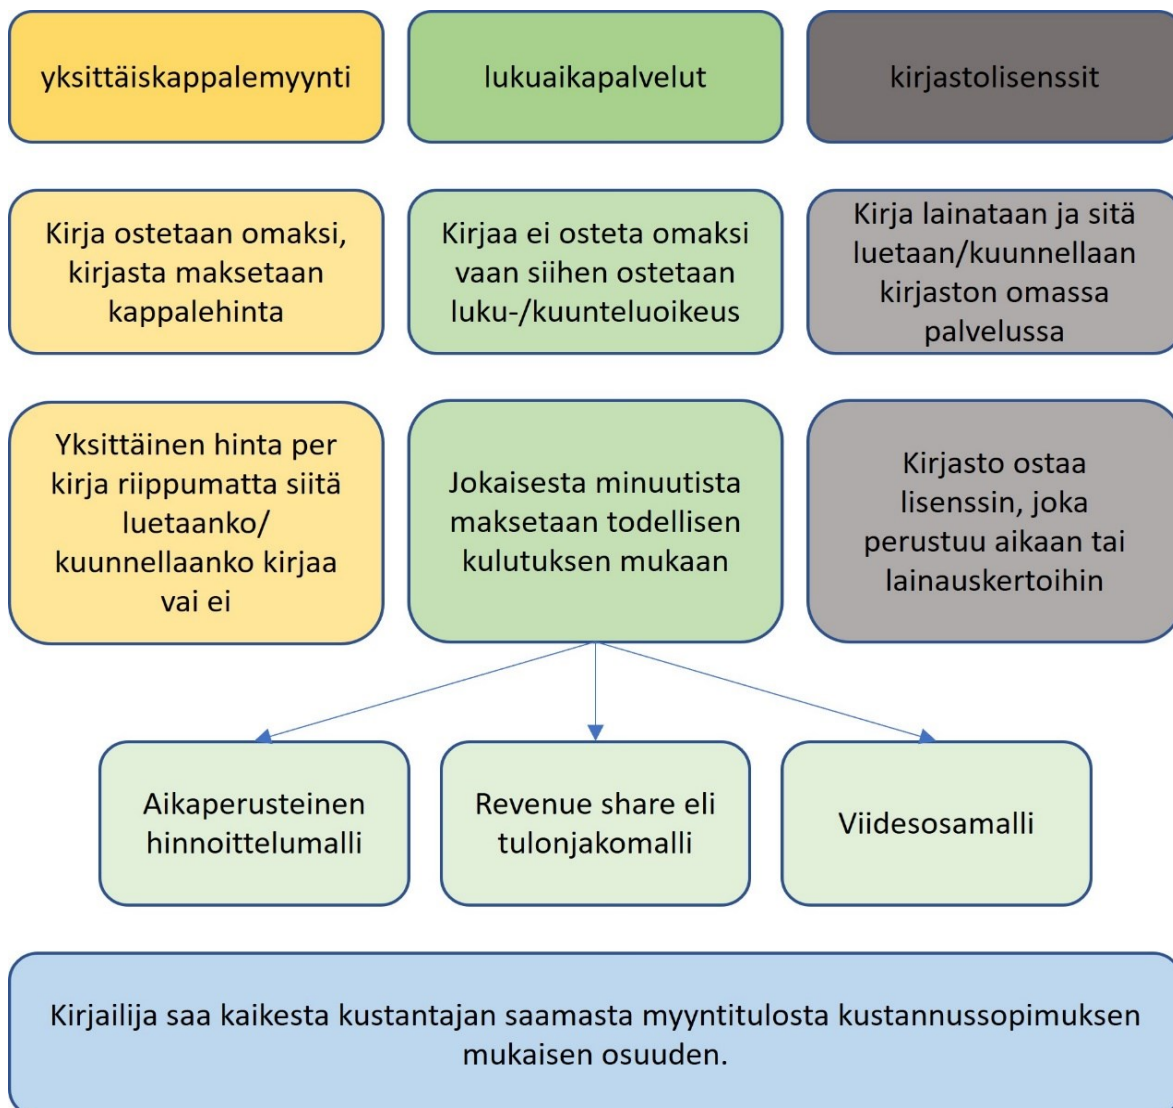 yksittäiskappalemyynti
lukuaikapalvelut
kirjastolisenssit
Kirja ostetaan omaksi,
kirjasta maksetaan
kappalehinta
Kirjaa ei osteta omaksi
vaan siihen ostetaan
luku-/kuunteluoikeus
Kirja lainataan ja sitä
luetaan/kuunnellaan
kirjaston omassa
palvelussa
Yksittäinen hinta per
kirja riippumatta siitä
luetaanko/
kuunnellaanko kirjaa
vai ei
Jokaisesta minuutista
maksetaan todellisen
kulutuksen mukaan
Kirjasto ostaa
lisenssin, joka
perustuu aikaan tai
lainauskertoihin
Aikaperusteinen
hinnoittelumalli
Revenue share eli
tulonjakomalli
Viidesosamalli
Kirjailija saa kaikesta kustantajan saamasta myyntitulosta kustannussopimuksen
mukaisen osuuden.